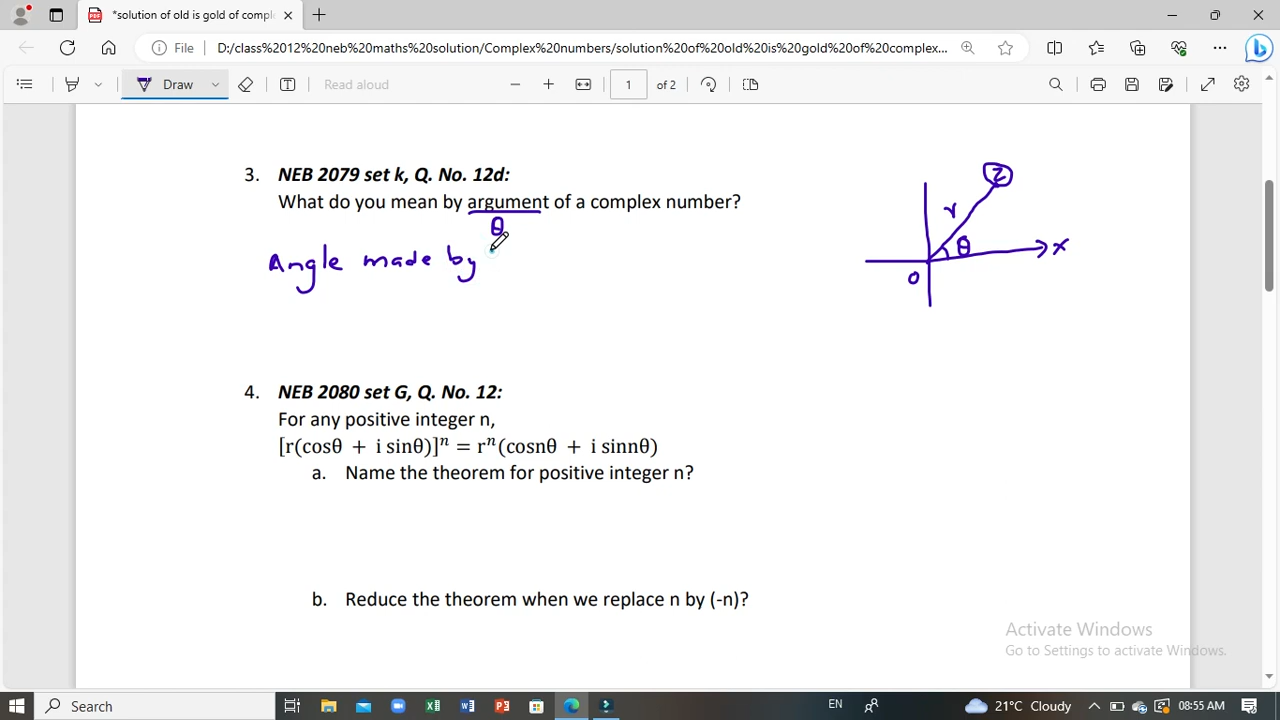 *solution of old is gold of comple
File
D:/class%2012%20neb%20maths%20solution/Complex%20numbers/solution%20of%20old%20is%20gold%20of%20complex...
Draw
Read aloud
1
of 2
3. NEB 2079 set k, Q. No. 12d:
What do you mean by argument of a complex number?
θ
Angle made by
z
r
θ
x
0
4. NEB 2080 set G, Q. No. 12:
For any positive integer n,
[r(cosθ + i sinθ)]ⁿ = rⁿ(cosnθ + i sinnθ)
a. Name the theorem for positive integer n?
b. Reduce the theorem when we replace n by (-n)?
Activate Windows
Go to Settings to activate Windows.
Search
EN
21°C Cloudy
08:55 AM